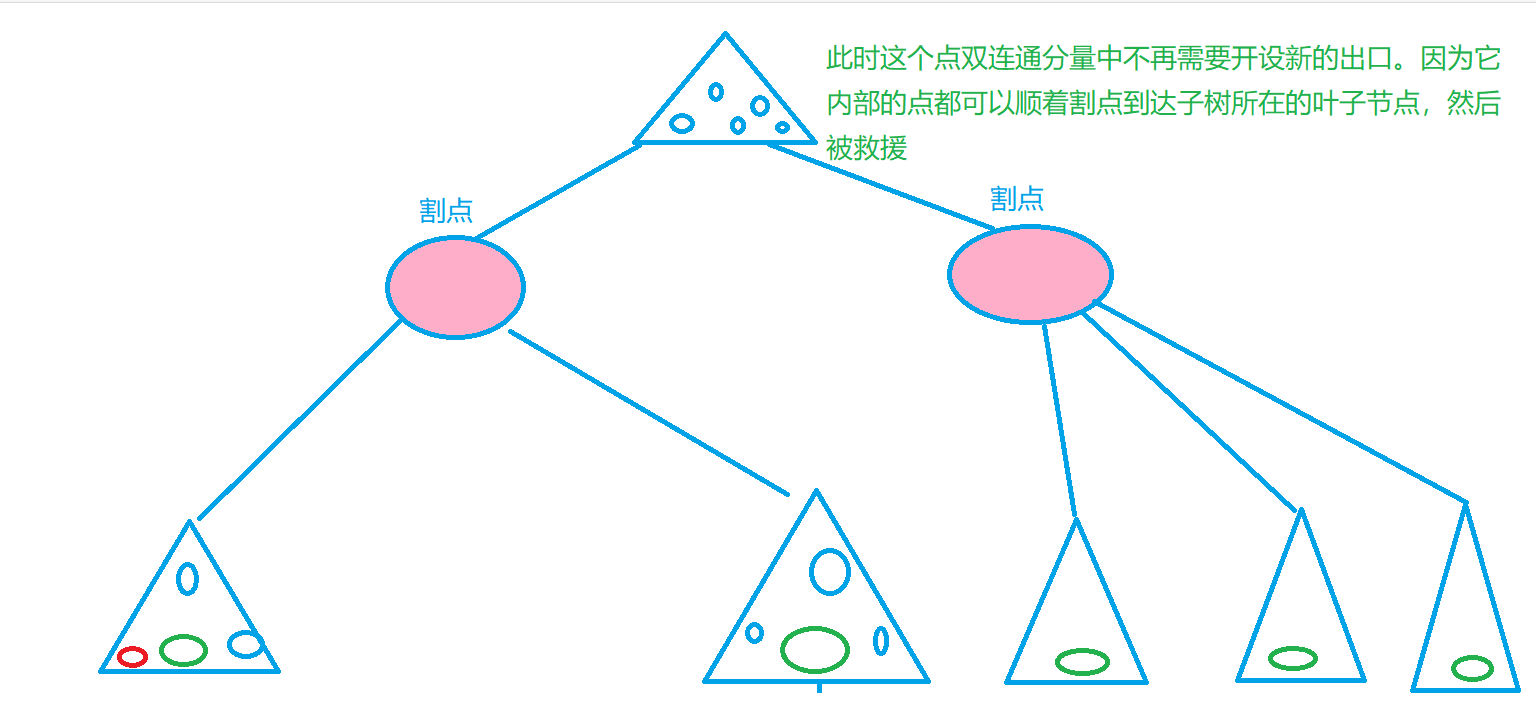 此时这个点双连通分量中不再需要开设新的出口。因为它
内部的点都可以顺着割点到达子树所在的叶子节点，然后
被救援
割点
割点